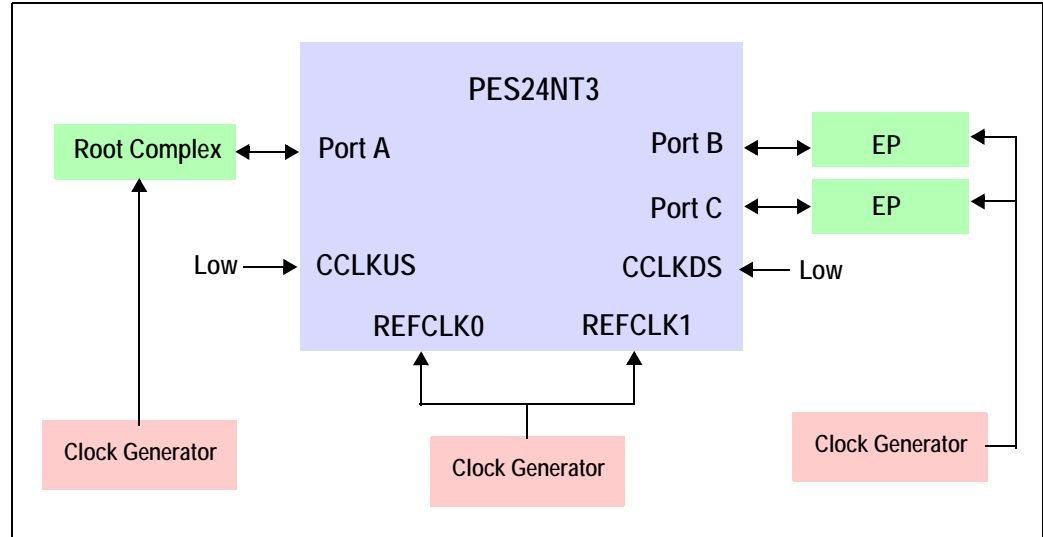 PES24NT3
Root Complex
Port A
Port B
EP
Port C
EP
Low
CCLKUS
CCLKDS
Low
REFCLK0
REFCLK1
Clock Generator
Clock Generator
Clock Generator